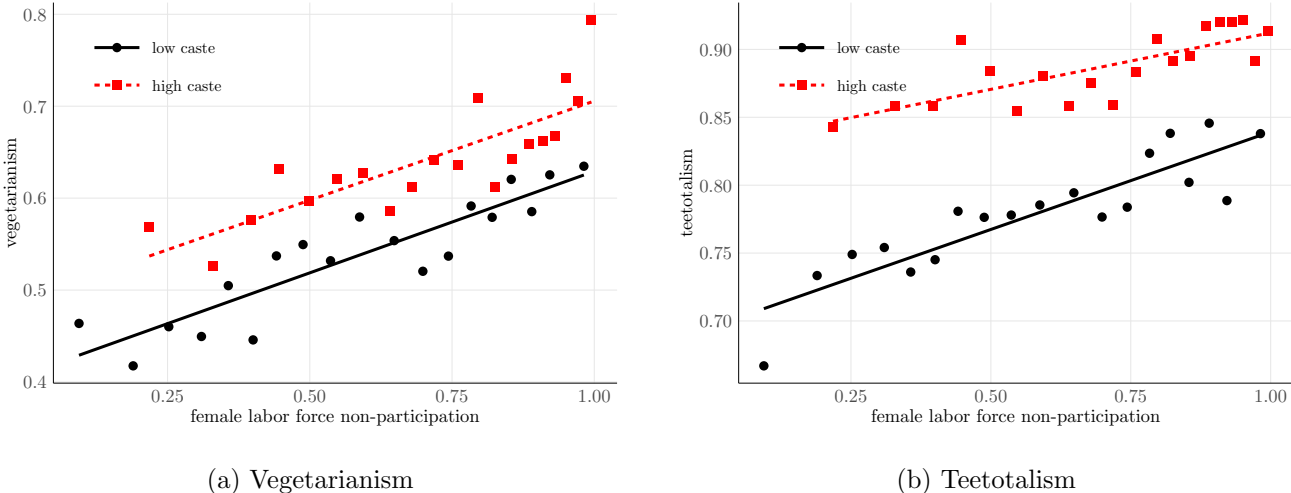 0.8
0.7
0.6
0.5
0.4
vegetarianism
low caste
high caste
0.25 0.50 0.75 1.00
female labor force non-participation
(a) Vegetarianism
0.90
0.85
0.80
0.75
0.70
teetotalism
low caste
high caste
0.25 0.50 0.75 1.00
female labor force non-participation
(b) Teetotalism